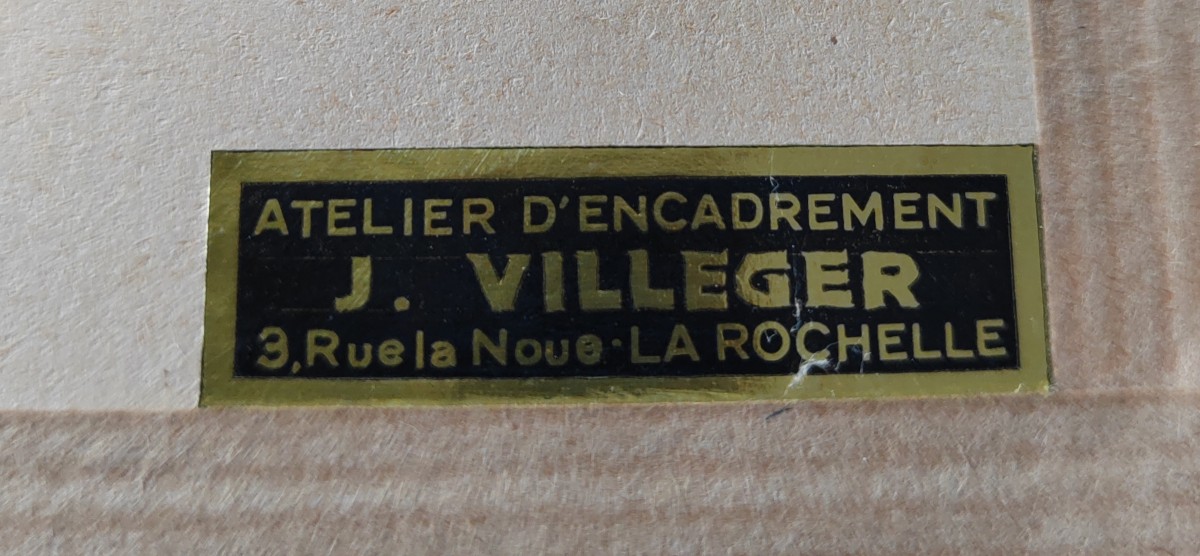 ATELIER D'ENCADREMENT
J. VILLEGER
3, Rue la Noue · LA ROCHELLE